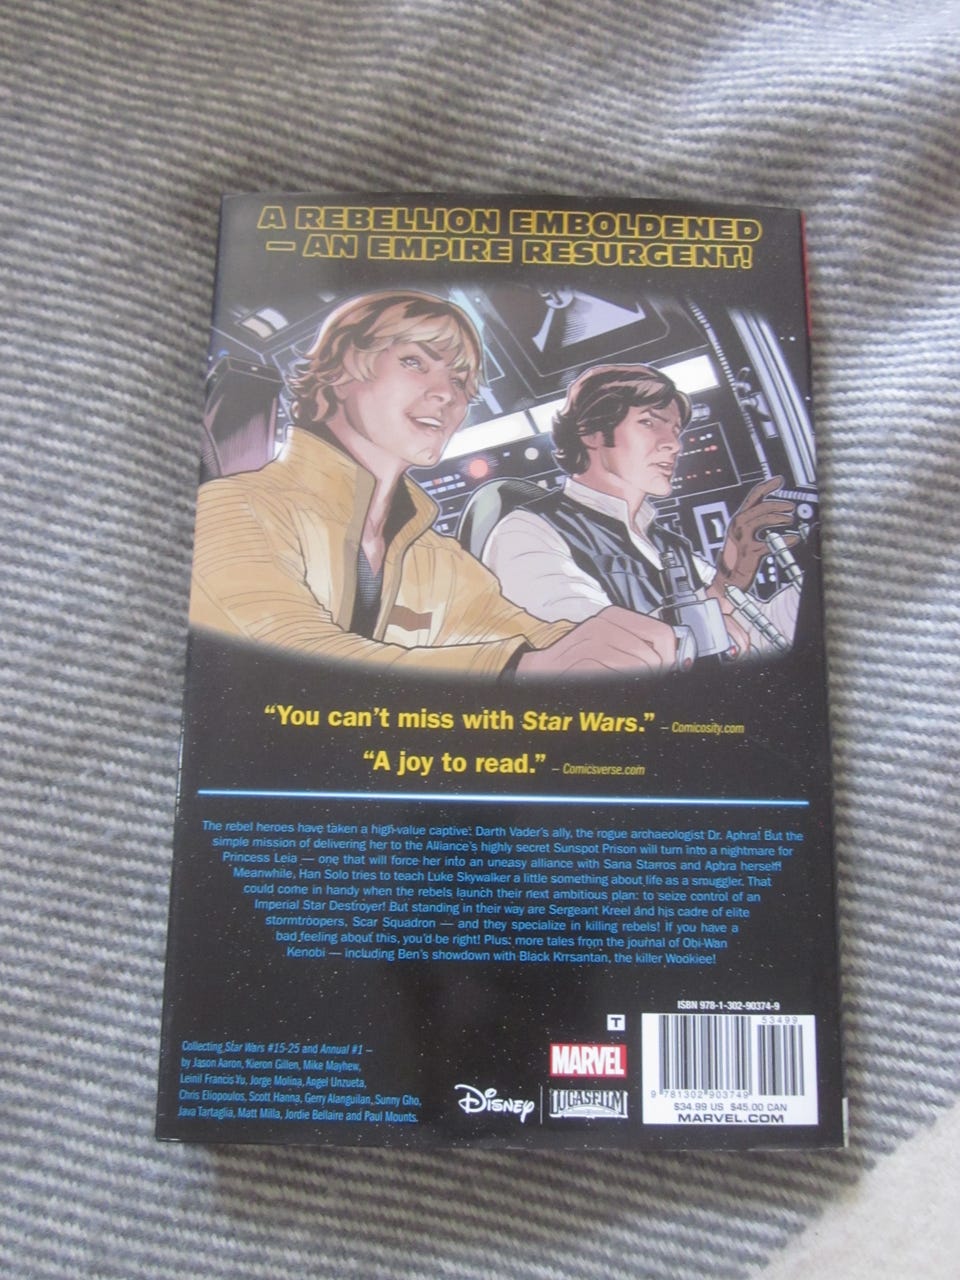 A REBELLION EMBOLDENED
— AN EMPIRE RESURGENT!
“You can’t miss with Star Wars.” – Comicosity.com
“A joy to read.” – Comicsverse.com
The rebel heroes have taken a high-value captive: Darth Vader’s ally, the rogue archaeologist Dr. Aphra! But the
simple mission of delivering her to the Alliance’s highly secret Sunspot Prison will turn into a nightmare for
Princess Leia — one that will force her into an uneasy alliance with Sana Starros and Aphra herself!
Meanwhile, Han Solo tries to teach Luke Skywalker a little something about life as a smuggler. That
could come in handy when the rebels launch their next ambitious plan: to seize control of an
Imperial Star Destroyer! But standing in their way are Sergeant Kreel and his cadre of elite
stormtroopers, Scar Squadron — and they specialize in killing rebels! If you have a
bad feeling about this, you’d be right! Plus: more tales from the journal of Obi-Wan
Kenobi — including Ben’s showdown with Black Krrsantan, the killer Wookiee!
Collecting Star Wars #15-25 and Annual #1 —
by Jason Aaron, Kieron Gillen, Mike Mayhew,
Leinil Francis Yu, Jorge Molina, Angel Unzueta,
Chris Eliopoulos, Scott Hanna, Gerry Alanguilan, Sunny Gho,
Java Tartaglia, Matt Milla, Jordie Bellaire and Paul Mounts.
T
MARVEL
Disney
LUCASFILM
ISBN 978-1-302-90374-9
53499
9 781302 903749
$34.99 US $45.00 CAN
MARVEL.COM